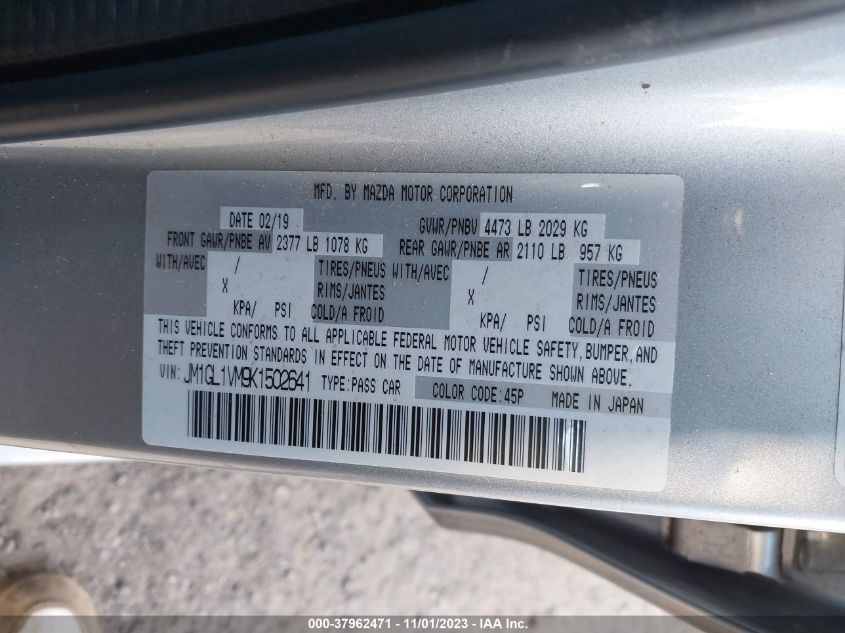 MFD. BY MAZDA MOTOR CORPORATION
DATE 02/19 GVWR/PNBV 4473 LB 2029 KG
FRONT GAWR/PNBE AV 2377 LB 1078 KG REAR GAWR/PNBE AR 2110 LB 957 KG
WITH/AVEC / TIRES/PNEUS WITH/AVEC / TIRES/PNEUS
X RIMS/JANTES X RIMS/JANTES
KPA/ PSI COLD/A FROID KPA/ PSI COLD/A FROID
THIS VEHICLE CONFORMS TO ALL APPLICABLE FEDERAL MOTOR VEHICLE SAFETY, BUMPER, AND
THEFT PREVENTION STANDARDS IN EFFECT ON THE DATE OF MANUFACTURE SHOWN ABOVE.
VIN: JM1GL1VM9K1502641 TYPE:PASS CAR COLOR CODE:45P MADE IN JAPAN
000-37962471 - 11/01/2023 - IAA Inc.